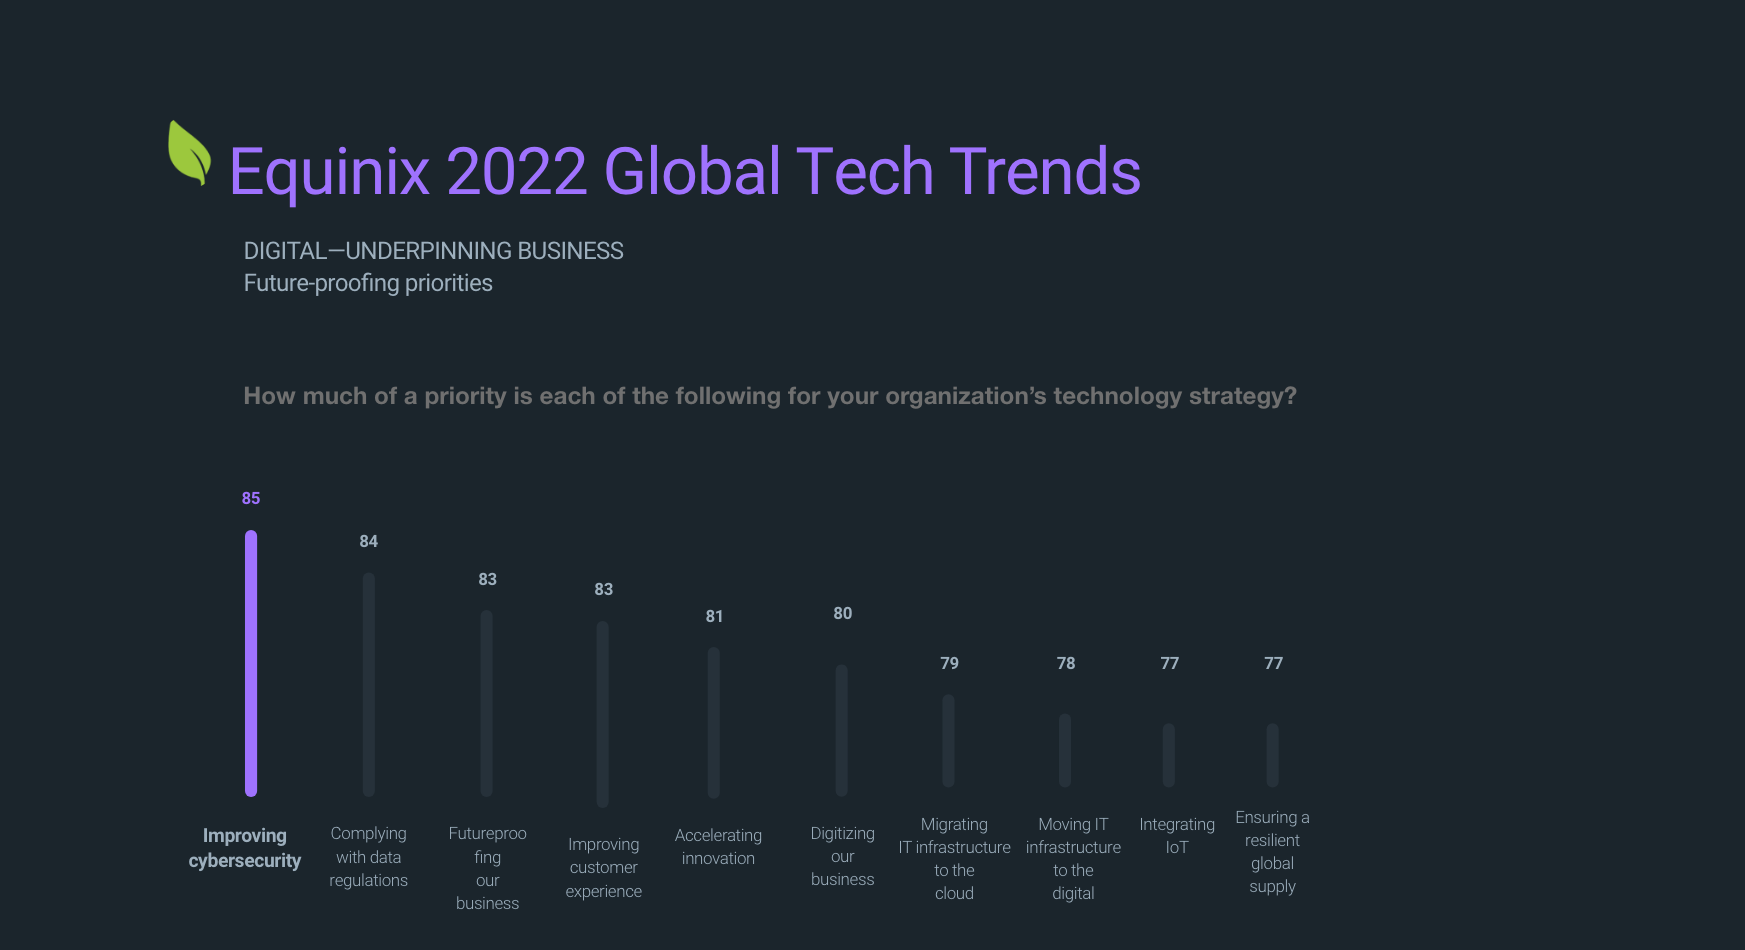 Equinix 2022 Global Tech Trends
DIGITAL—UNDERPINNING BUSINESS
Future-proofing priorities
How much of a priority is each of the following for your organization’s technology strategy?
85
84
83
83
81
80
79
78
77
77
Improving
cybersecurity
Complying
with data
regulations
Futureproo
fing
our
business
Improving
customer
experience
Accelerating
innovation
Digitizing
our
business
Migrating
IT infrastructure
to the
cloud
Moving IT
infrastructure
to the
digital
Integrating
IoT
Ensuring a
resilient
global
supply